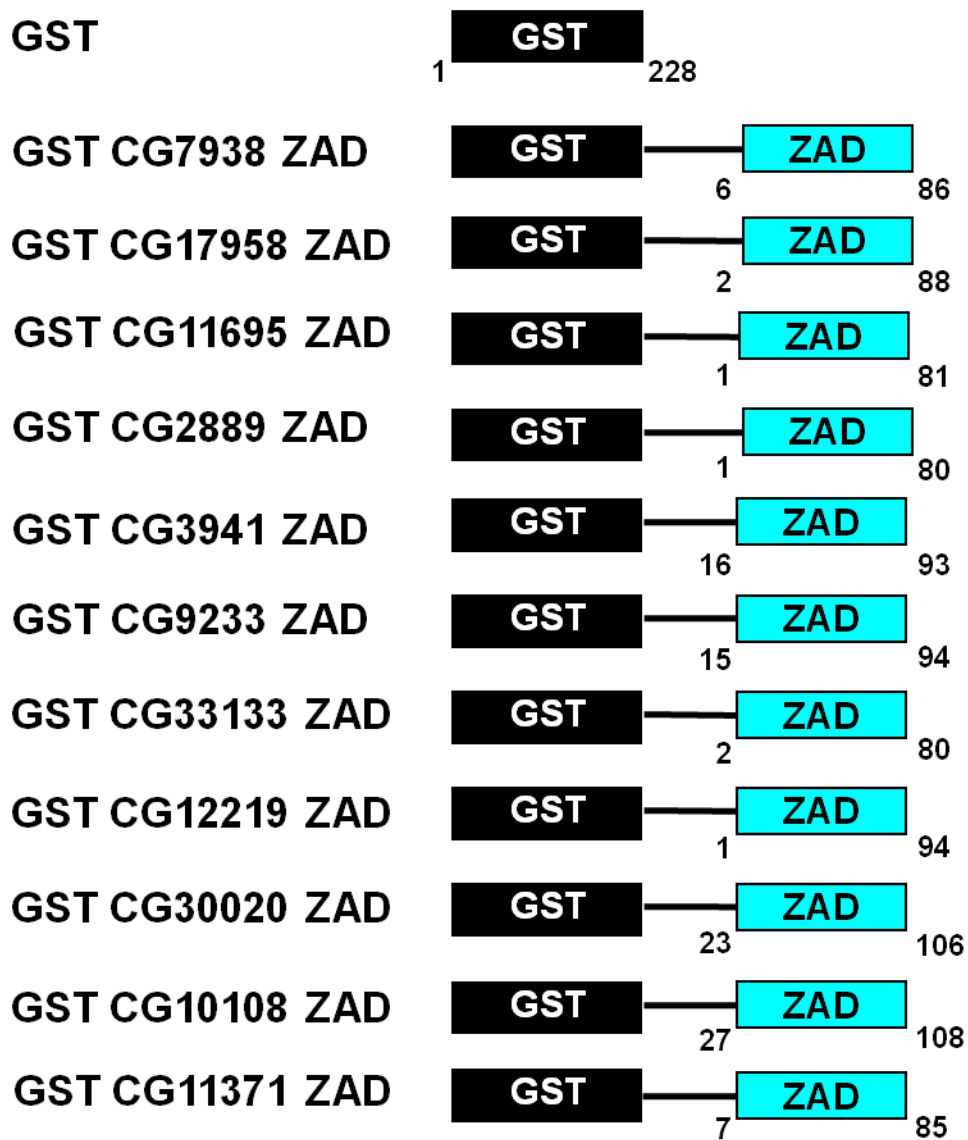 GST GST
1 228
GST CG7938 ZAD GST ZAD
6 86
GST CG17958 ZAD GST ZAD
2 88
GST CG11695 ZAD GST ZAD
1 81
GST CG2889 ZAD GST ZAD
1 80
GST CG3941 ZAD GST ZAD
16 93
GST CG9233 ZAD GST ZAD
15 94
GST CG33133 ZAD GST ZAD
2 80
GST CG12219 ZAD GST ZAD
1 94
GST CG30020 ZAD GST ZAD
23 106
GST CG10108 ZAD GST ZAD
27 108
GST CG11371 ZAD GST ZAD
7 85